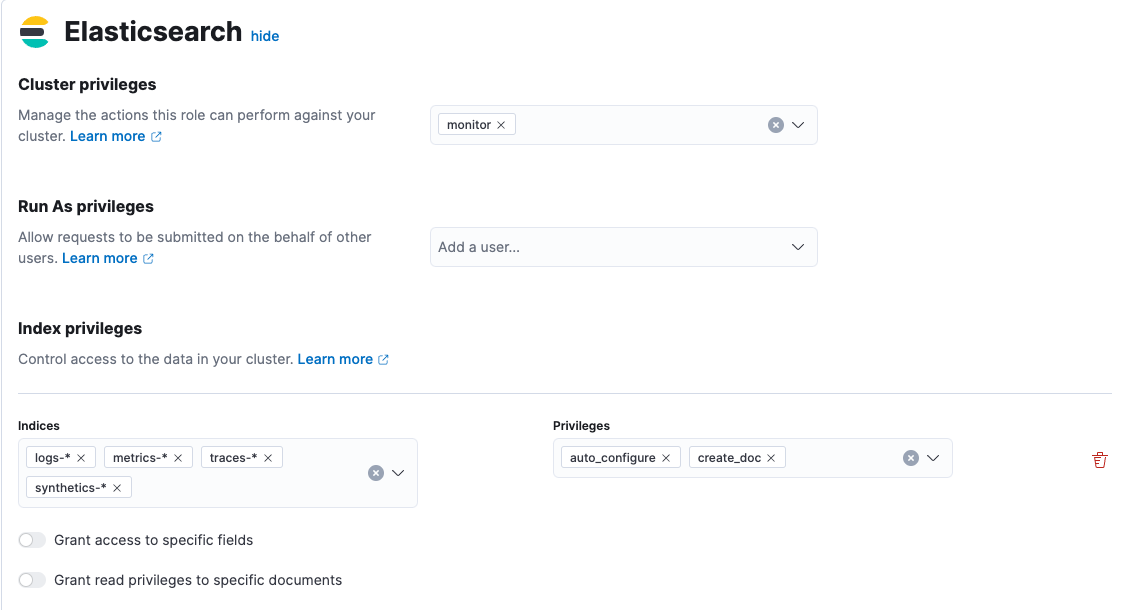 Elasticsearch hide
Cluster privileges
Manage the actions this role can perform against your
cluster. Learn more
monitor
Run As privileges
Allow requests to be submitted on the behalf of other
users. Learn more
Add a user...
Index privileges
Control access to the data in your cluster. Learn more
Indices
logs-* metrics-* traces-*
synthetics-*
Privileges
auto_configure create_doc
Grant access to specific fields
Grant read privileges to specific documents